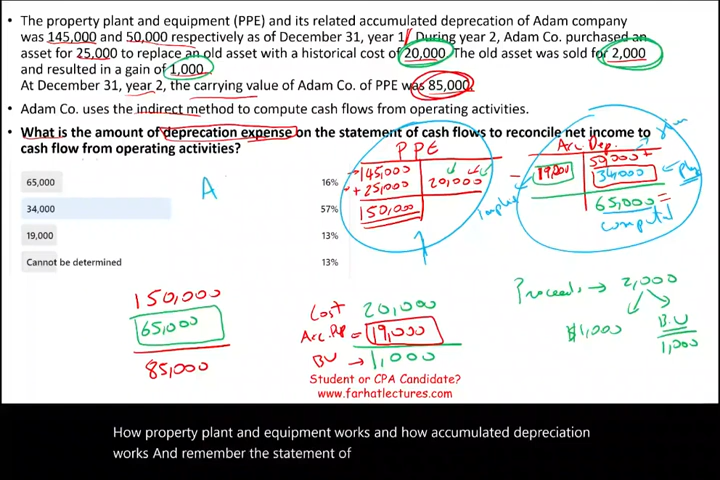 • The property plant and equipment (PPE) and its related accumulated deprecation of Adam company
was 145,000 and 50,000 respectively as of December 31, year 1. During year 2, Adam Co. purchased an
asset for 25,000 to replace an old asset with a historical cost of 20,000. The old asset was sold for 2,000
and resulted in a gain of 1,000.
At December 31, year 2, the carrying value of Adam Co. of PPE was 85,000.
• Adam Co. uses the indirect method to compute cash flows from operating activities.
• What is the amount of deprecation expense on the statement of cash flows to reconcile net income to
cash flow from operating activities?
65,000 16%
34,000 57%
19,000 13%
Cannot be determined 13%
A
PPE
145,000
+ 25,000 20,000
150,000
Acc. Dep.
50,000 +
19,000 34,000
65,000 =
computed
given
plug
150,000
65,000
85,000
Cost 20,000
Acc. Dep = 19,000
BV → 1,000
Proceeds → 2,000
$1,000 B.V
1,000
Student or CPA Candidate?
www.farhatlectures.com
How property plant and equipment works and how accumulated depreciation
works And remember the statement of